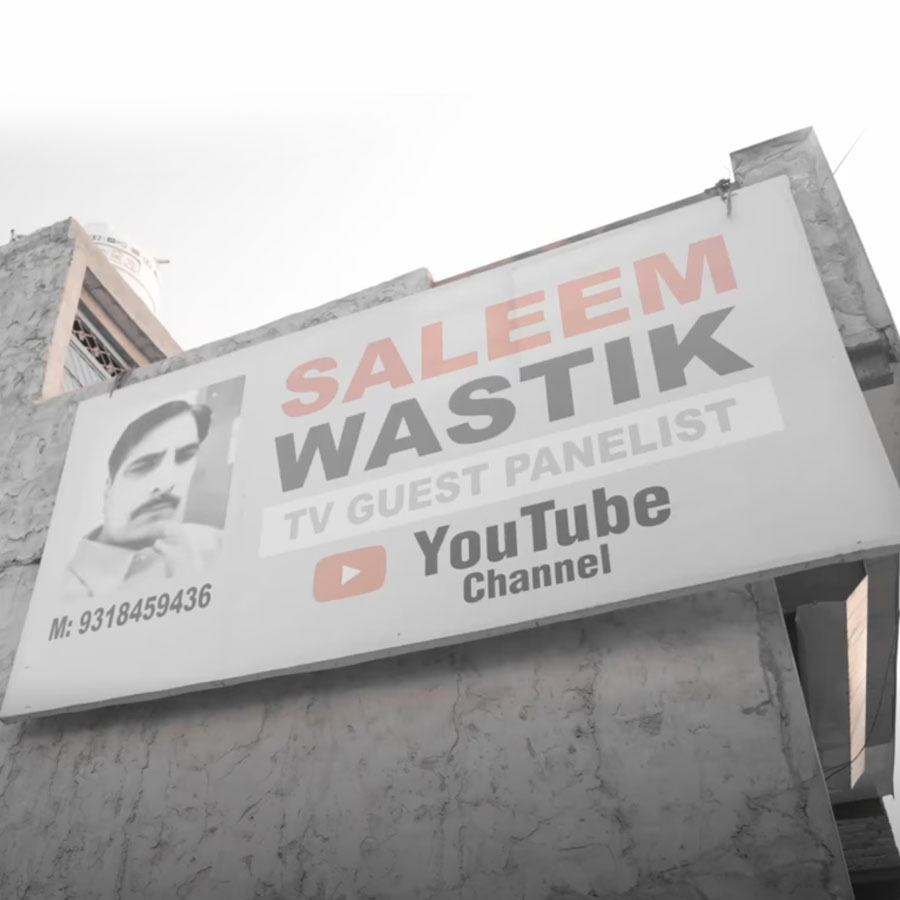 SALEEM
WASTIK
TV GUEST PANELIST
YouTube
Channel
M: 9318459436